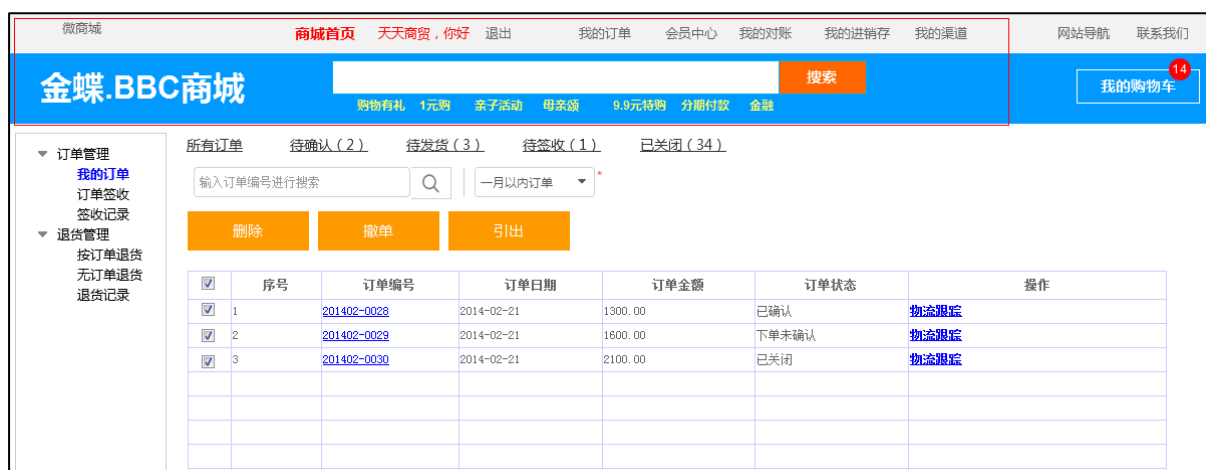 微商城 商城首页 天天商贸，你好 退出 我的订单 会员中心 我的对账 我的进销存 我的渠道 网站导航 联系我们
金蝶.BBC商城 搜索 我的购物车 14
购物有礼 1元购 亲子活动 母亲颂 9.9元特购 分期付款 金融
订单管理
我的订单
订单签收
签收记录
退货管理
按订单退货
无订单退货
退货记录
所有订单 待确认（2） 待发货（3） 待签收（1） 已关闭（34）
输入订单编号进行搜索 一月以内订单 *
删除 撤单 引出
序号 订单编号 订单日期 订单金额 订单状态 操作
1 201402-0028 2014-02-21 1300.00 已确认 物流跟踪
2 201402-0029 2014-02-21 1600.00 下单未确认 物流跟踪
3 201402-0030 2014-02-21 2100.00 已关闭 物流跟踪